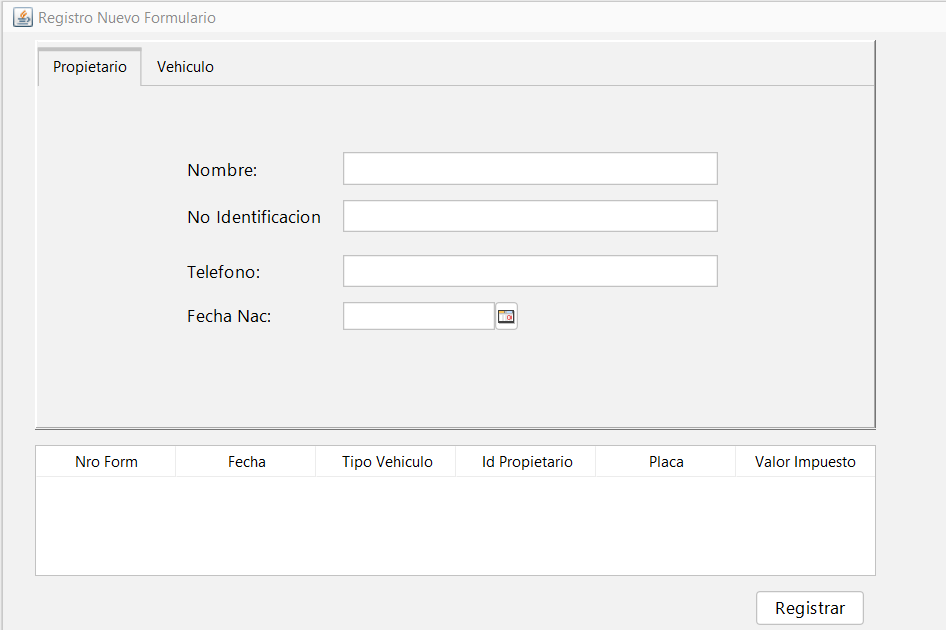 Registro Nuevo Formulario
Propietario Vehiculo
Nombre:
No Identificacion
Telefono:
Fecha Nac:
Nro Form Fecha Tipo Vehiculo Id Propietario Placa Valor Impuesto
Registrar